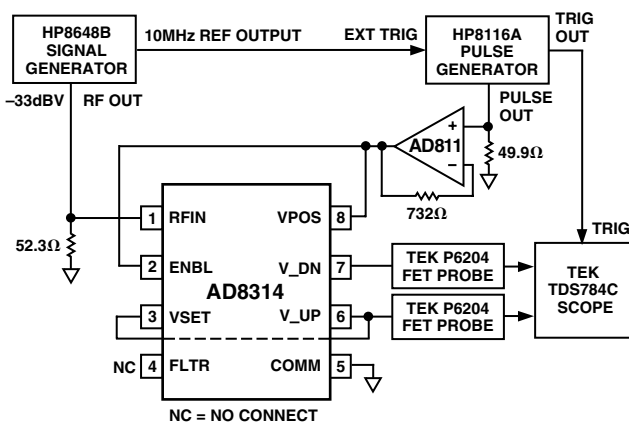 HP8648B
SIGNAL
GENERATOR
10MHz REF OUTPUT
EXT TRIG
HP8116A
PULSE
GENERATOR
TRIG
OUT
–33dBV
RF OUT
PULSE
OUT
+
AD811
–
49.9Ω
732Ω
52.3Ω
1 RFIN
VPOS 8
2 ENBL
V_DN 7
AD8314
3 VSET
V_UP 6
NC 4 FLTR
COMM 5
TEK P6204
FET PROBE
TEK P6204
FET PROBE
TRIG
TEK
TDS784C
SCOPE
NC = NO CONNECT